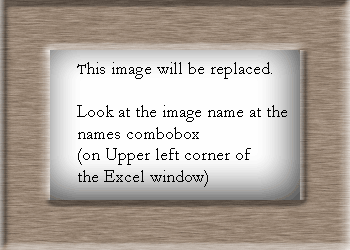 This image will be replaced.
Look at the image name at the
names combobox
(on Upper left corner of
the Excel window)